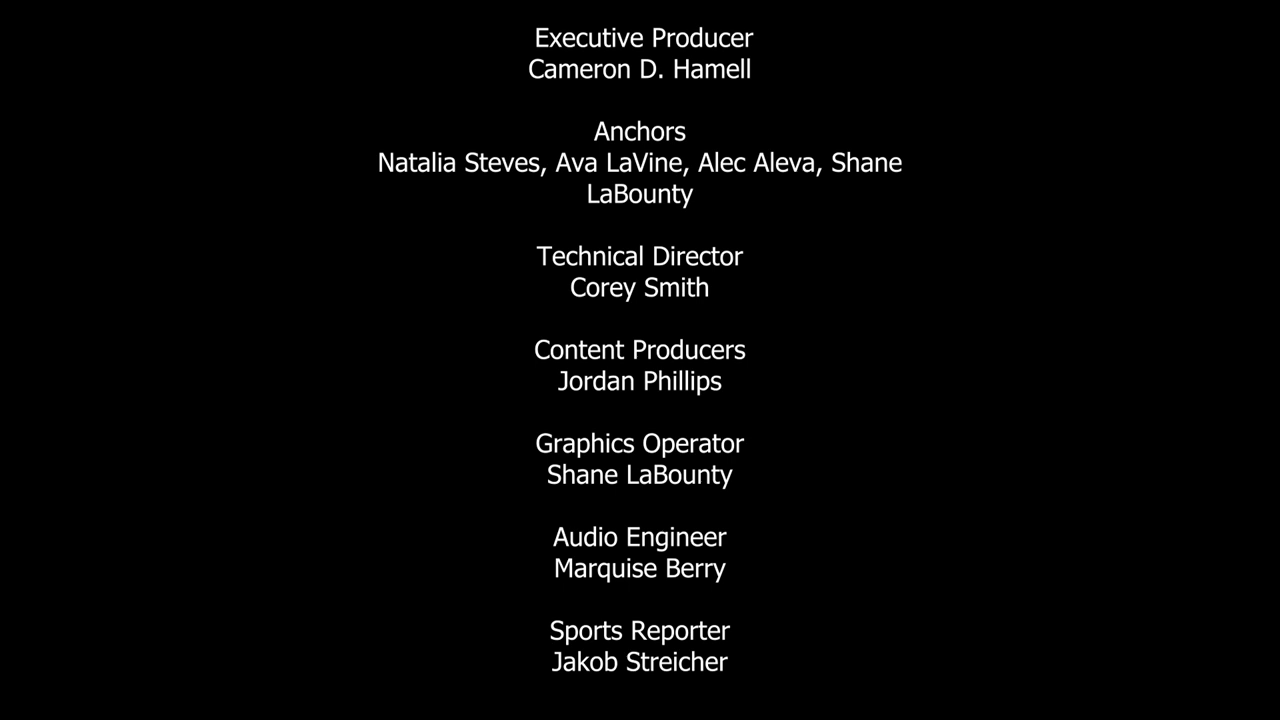 Executive Producer
Cameron D. Hamell
Anchors
Natalia Steves, Ava LaVine, Alec Aleva, Shane
LaBounty
Technical Director
Corey Smith
Content Producers
Jordan Phillips
Graphics Operator
Shane LaBounty
Audio Engineer
Marquise Berry
Sports Reporter
Jakob Streicher